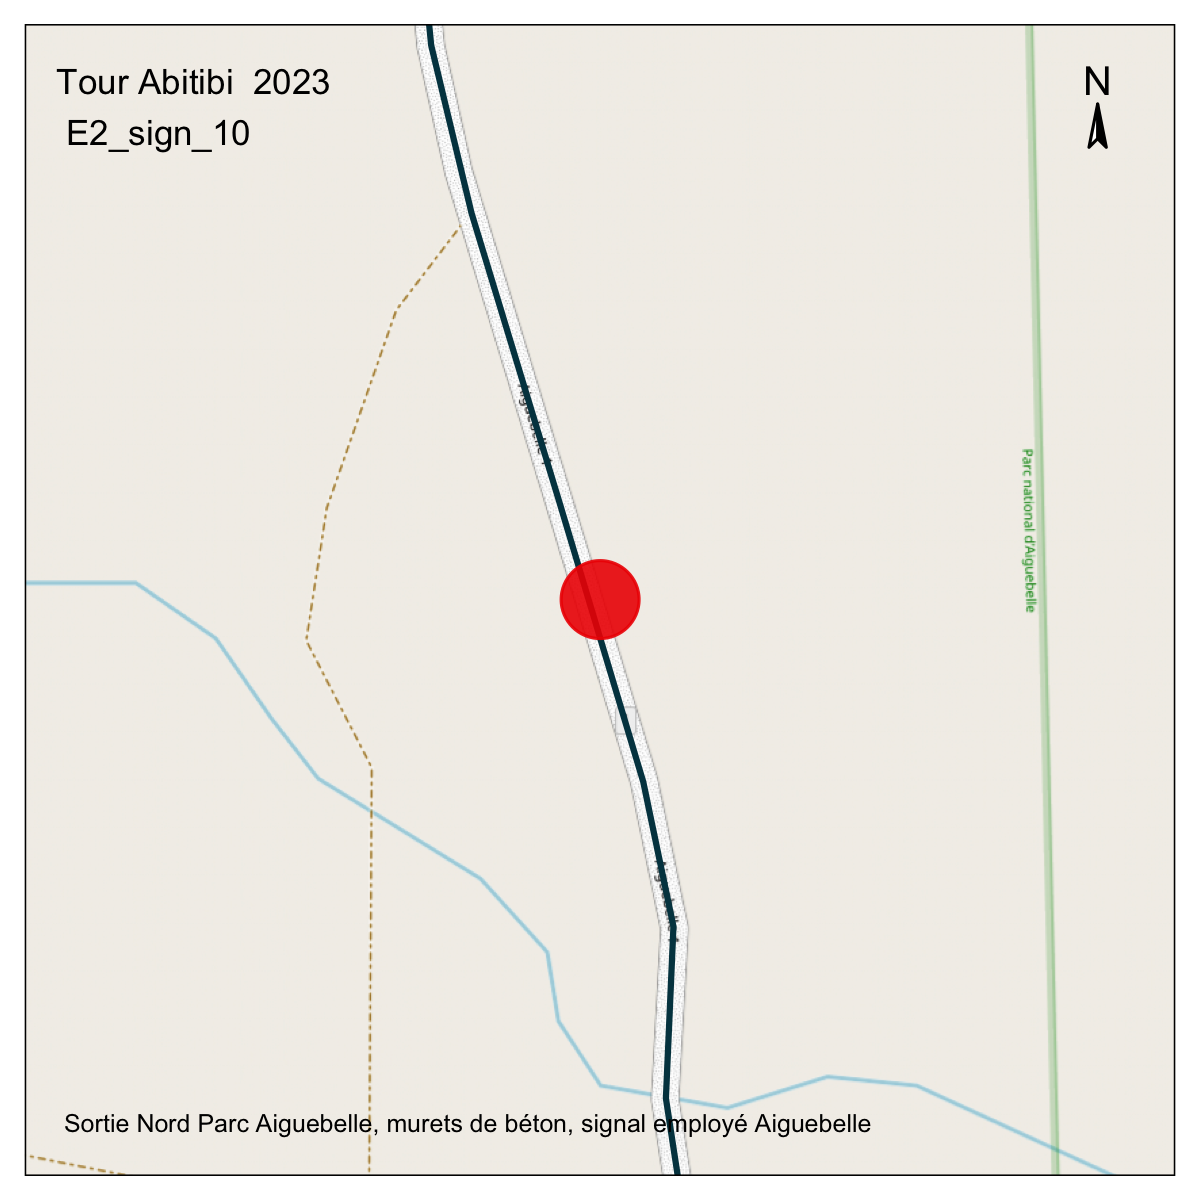 Tour Abitibi  2023
E2_sign_10
N
Aiguebelle 1
Parc national d'Aiguebelle
Aiguebelle 1
Sortie Nord Parc Aiguebelle, murets de béton, signal employé Aiguebelle